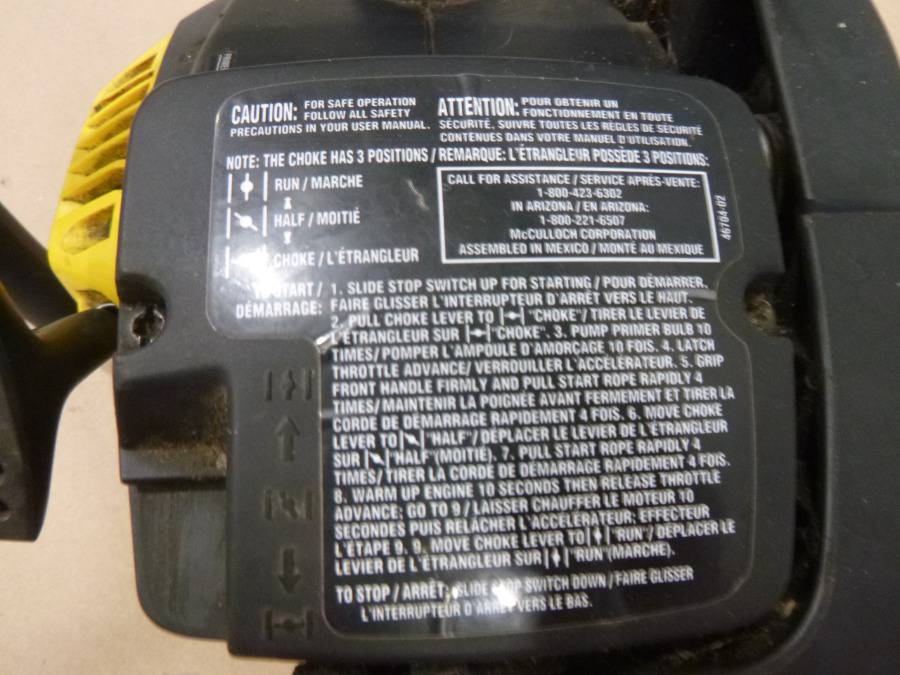 CAUTION: FOR SAFE OPERATION
FOLLOW ALL SAFETY
PRECAUTIONS IN YOUR USER MANUAL.
ATTENTION: POUR OBTENIR UN
FONCTIONNEMENT EN TOUTE
SÉCURITÉ, SUIVRE TOUTES LES RÈGLES DE SÉCURITÉ
CONTENUES DANS VOTRE MANUEL D'UTILISATION.
NOTE: THE CHOKE HAS 3 POSITIONS / REMARQUE: L'ÉTRANGLEUR POSSÈDE 3 POSITIONS:
RUN / MARCHE
HALF / MOITIÉ
CHOKE / L'ÉTRANGLEUR
CALL FOR ASSISTANCE / SERVICE APRÈS-VENTE:
1-800-423-6302
IN ARIZONA / EN ARIZONA:
1-800-221-6507
McCULLOCH CORPORATION
ASSEMBLED IN MEXICO / MONTÉ AU MEXIQUE
46704-02
TO START / 1. SLIDE STOP SWITCH UP FOR STARTING / POUR DÉMARRER,
DÉMARRAGE: FAIRE GLISSER L'INTERRUPTEUR D'ARRÊT VERS LE HAUT.
2. PULL CHOKE LEVER TO "CHOKE"/ TIRER LE LEVIER DE
L'ÉTRANGLEUR SUR "CHOKE". 3. PUMP PRIMER BULB 10
TIMES/ POMPER L'AMPOULE D'AMORÇAGE 10 FOIS. 4. LATCH
THROTTLE ADVANCE/ VERROUILLER L'ACCÉLÉRATEUR. 5. GRIP
FRONT HANDLE FIRMLY AND PULL START ROPE RAPIDLY 4
TIMES/ MAINTENIR LA POIGNÉE AVANT FERMEMENT ET TIRER LA
CORDE DE DÉMARRAGE RAPIDEMENT 4 FOIS. 6. MOVE CHOKE
LEVER TO "HALF"/ DÉPLACER LE LEVIER DE L'ÉTRANGLEUR
SUR "HALF"(MOITIÉ). 7. PULL START ROPE RAPIDLY 4
TIMES/ TIRER LA CORDE DE DÉMARRAGE RAPIDEMENT 4 FOIS.
8. WARM UP ENGINE 10 SECONDS THEN RELEASE THROTTLE
ADVANCE; GO TO 9 / LAISSER CHAUFFER LE MOTEUR 10
SECONDES PUIS RELÂCHER L'ACCÉLÉRATEUR; EFFECTUER
L'ÉTAPE 9. 9. MOVE CHOKE LEVER TO "RUN"/ DÉPLACER LE
LEVIER DE L'ÉTRANGLEUR SUR "RUN"(MARCHE).
TO STOP / ARRÊT: SLIDE STOP SWITCH DOWN / FAIRE GLISSER
L'INTERRUPTEUR D'ARRÊT VERS LE BAS.